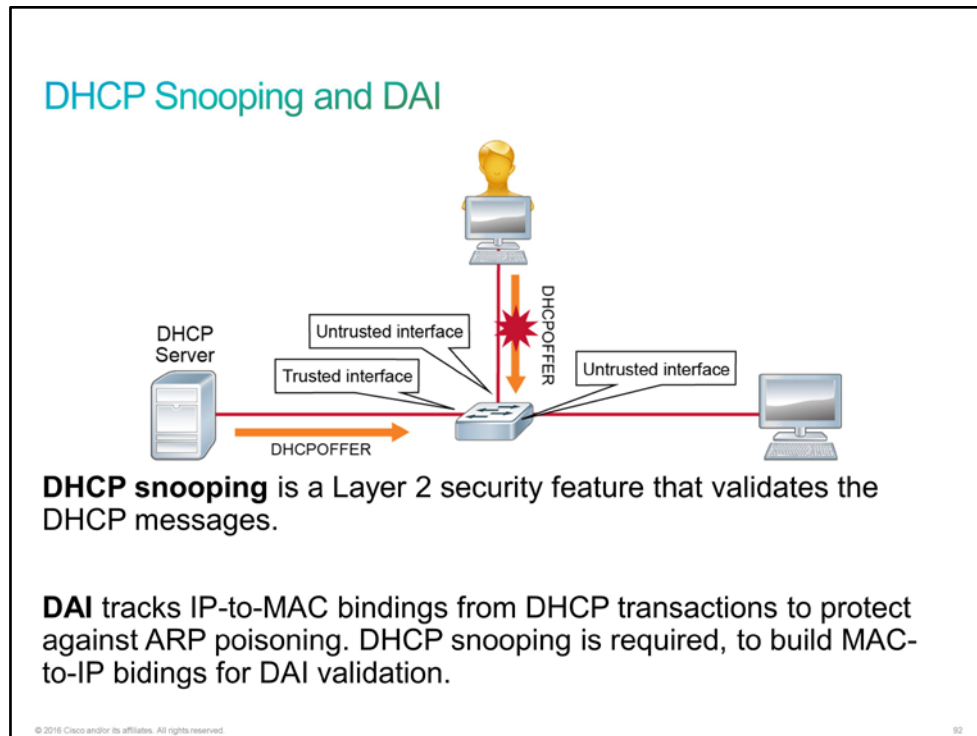 DHCP Snooping and DAI
DHCP
Server
Untrusted interface
Trusted interface
DHCPOFFER
Untrusted interface
DHCPOFFER
DHCP snooping is a Layer 2 security feature that validates the
DHCP messages.
DAI tracks IP-to-MAC bindings from DHCP transactions to protect
against ARP poisoning. DHCP snooping is required, to build MAC-
to-IP bidings for DAI validation.
© 2016 Cisco and/or its affiliates. All rights reserved.
92